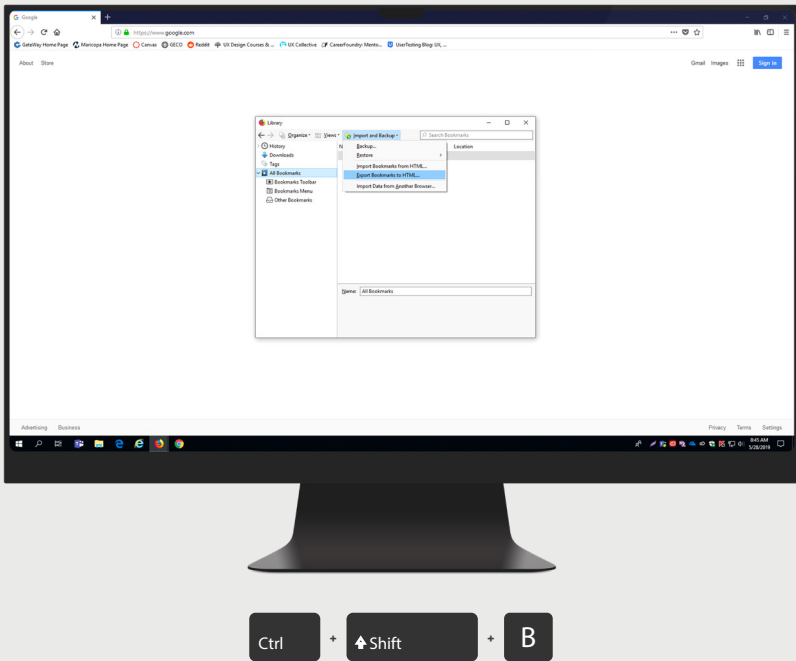 Google
https://www.google.com
GateWay Home Page Maricopa Home Page Canvas GECO Reddit UX Design Courses &... UX Collective CareerFoundry: Mento... UserTesting Blog: UX, ...
About Store Gmail Images Sign in
Library
Organize Views Import and Backup Search Bookmarks
History
Downloads
Tags
All Bookmarks
Bookmarks Toolbar
Bookmarks Menu
Other Bookmarks
Location
Backup...
Restore
Import Bookmarks from HTML...
Export Bookmarks to HTML...
Import Data from Another Browser...
Name: All Bookmarks
Advertising Business Privacy Terms Settings
8:45 AM
5/28/2019
Ctrl + Shift + B